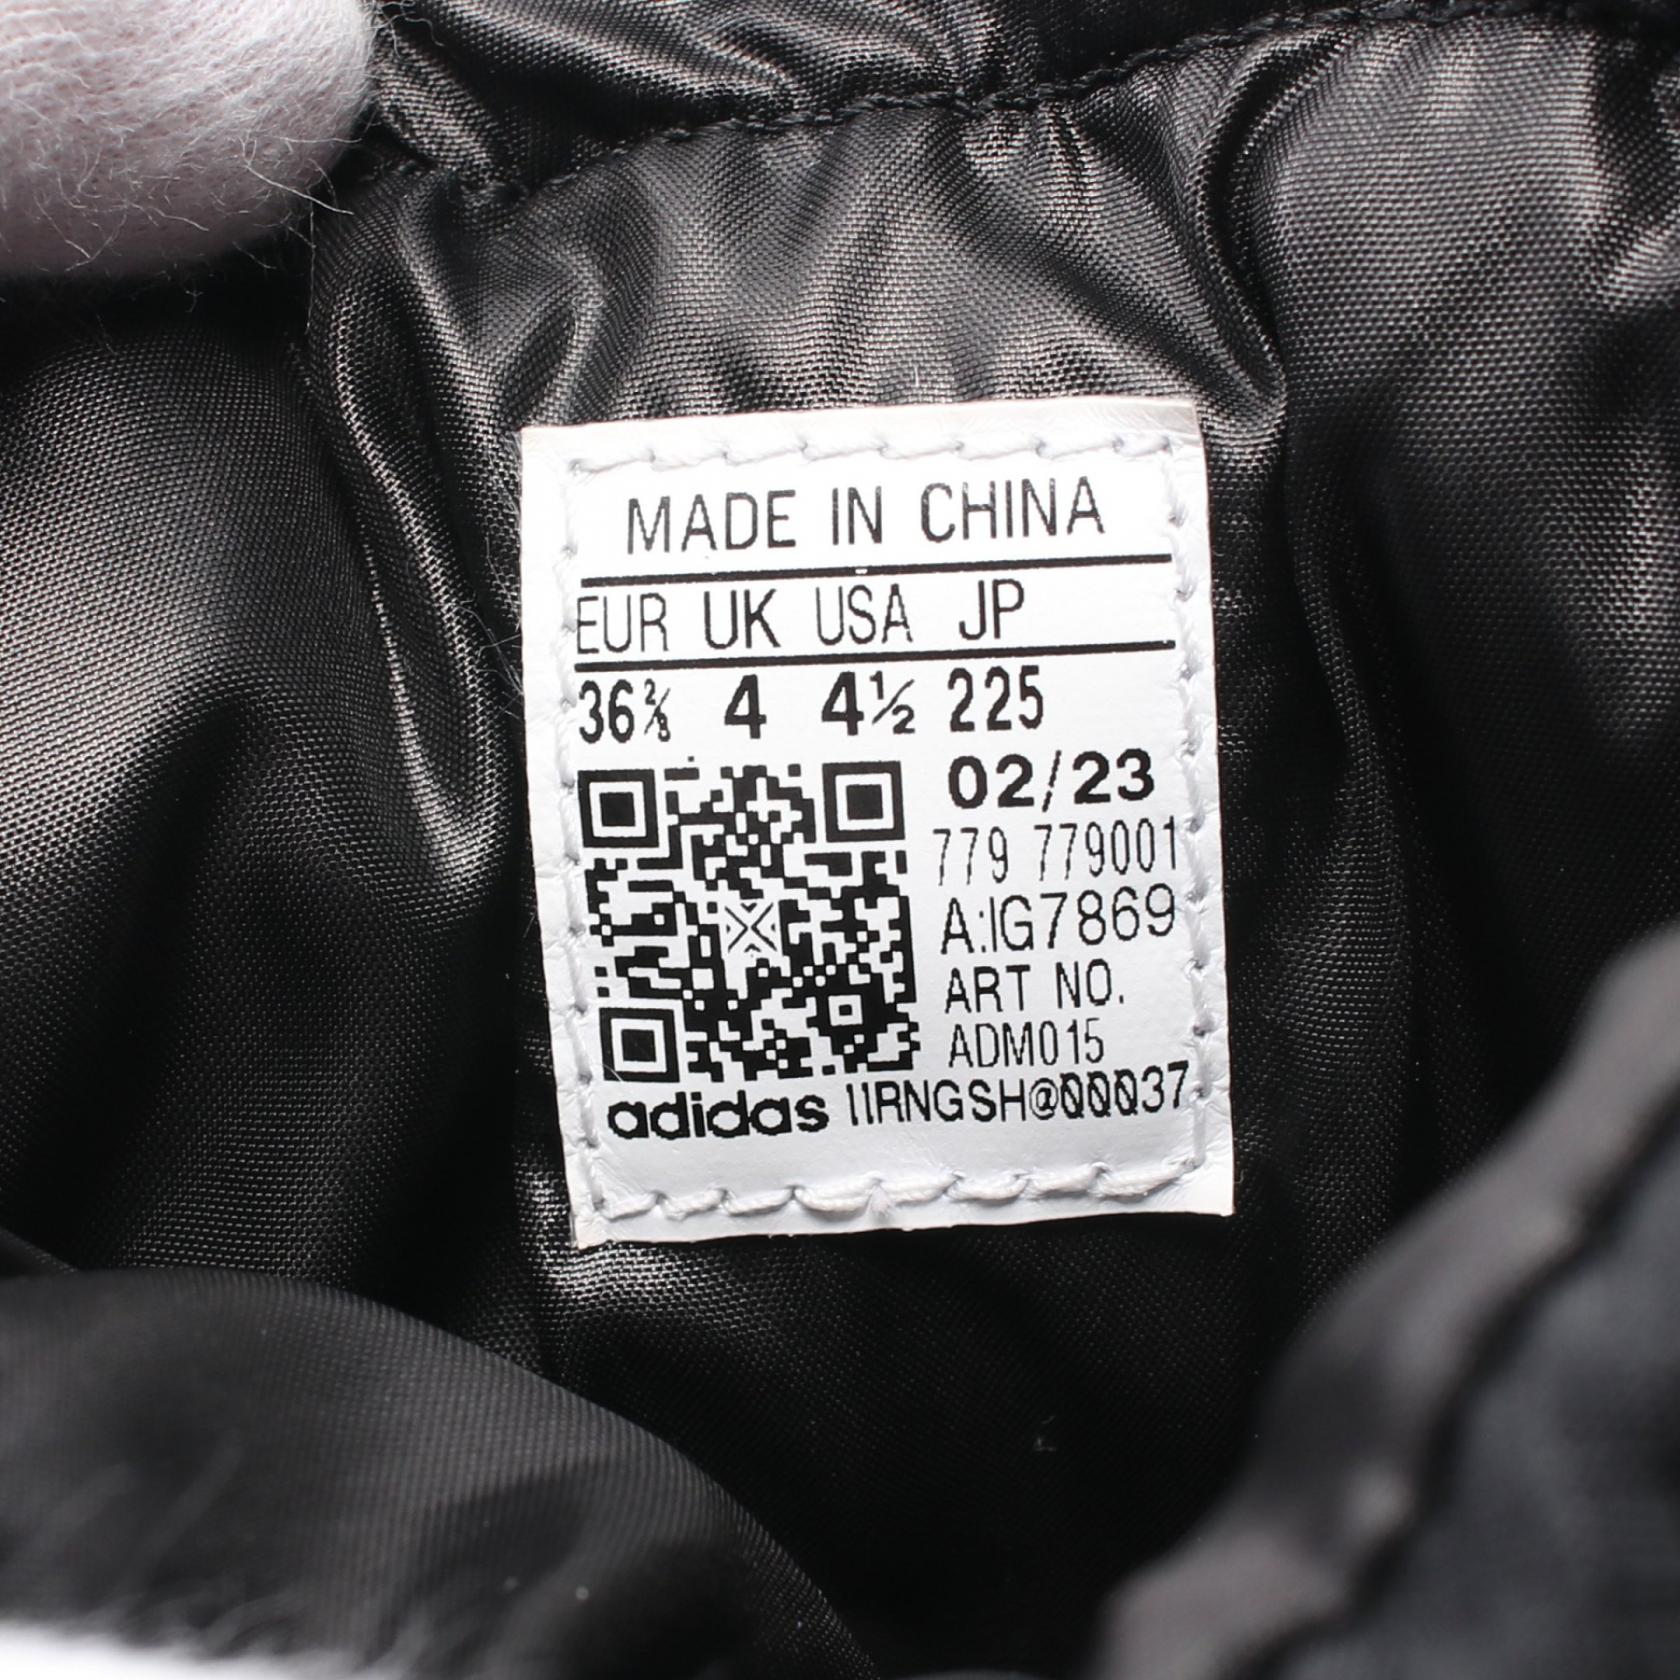 MADE IN CHINA
EUR UK USA JP
36⅔ 4 4½ 225
02/23
779 779001
A:IG7869
ART NO.
ADM015
adidas 11RNGSH@00037